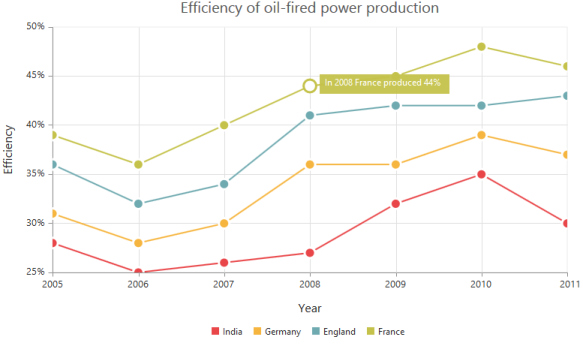 Efficiency of oil-fired power production
50%
45%
40%
35%
30%
25%
Efficiency
In 2008 France produced 44%
2005 2006 2007 2008 2009 2010 2011
Year
India Germany England France